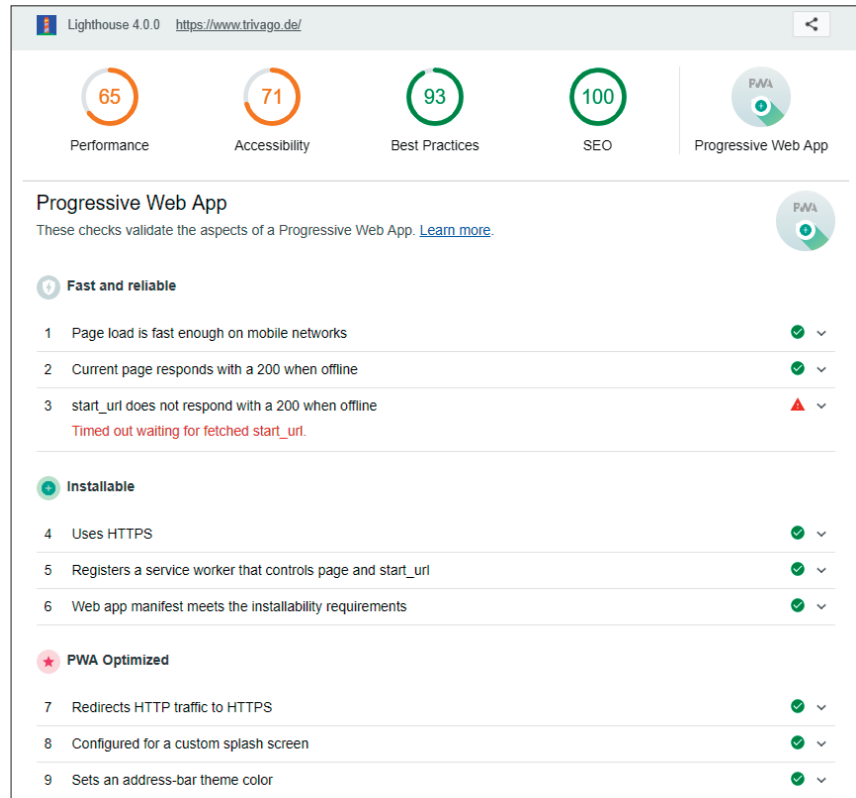 Lighthouse 4.0.0 https://www.trivago.de/
65 71 93 100 PWA
Performance Accessibility Best Practices SEO Progressive Web App
Progressive Web App
PWA
These checks validate the aspects of a Progressive Web App. Learn more.
Fast and reliable
1 Page load is fast enough on mobile networks
2 Current page responds with a 200 when offline
3 start_url does not respond with a 200 when offline
Timed out waiting for fetched start_url.
Installable
4 Uses HTTPS
5 Registers a service worker that controls page and start_url
6 Web app manifest meets the installability requirements
PWA Optimized
7 Redirects HTTP traffic to HTTPS
8 Configured for a custom splash screen
9 Sets an address-bar theme color